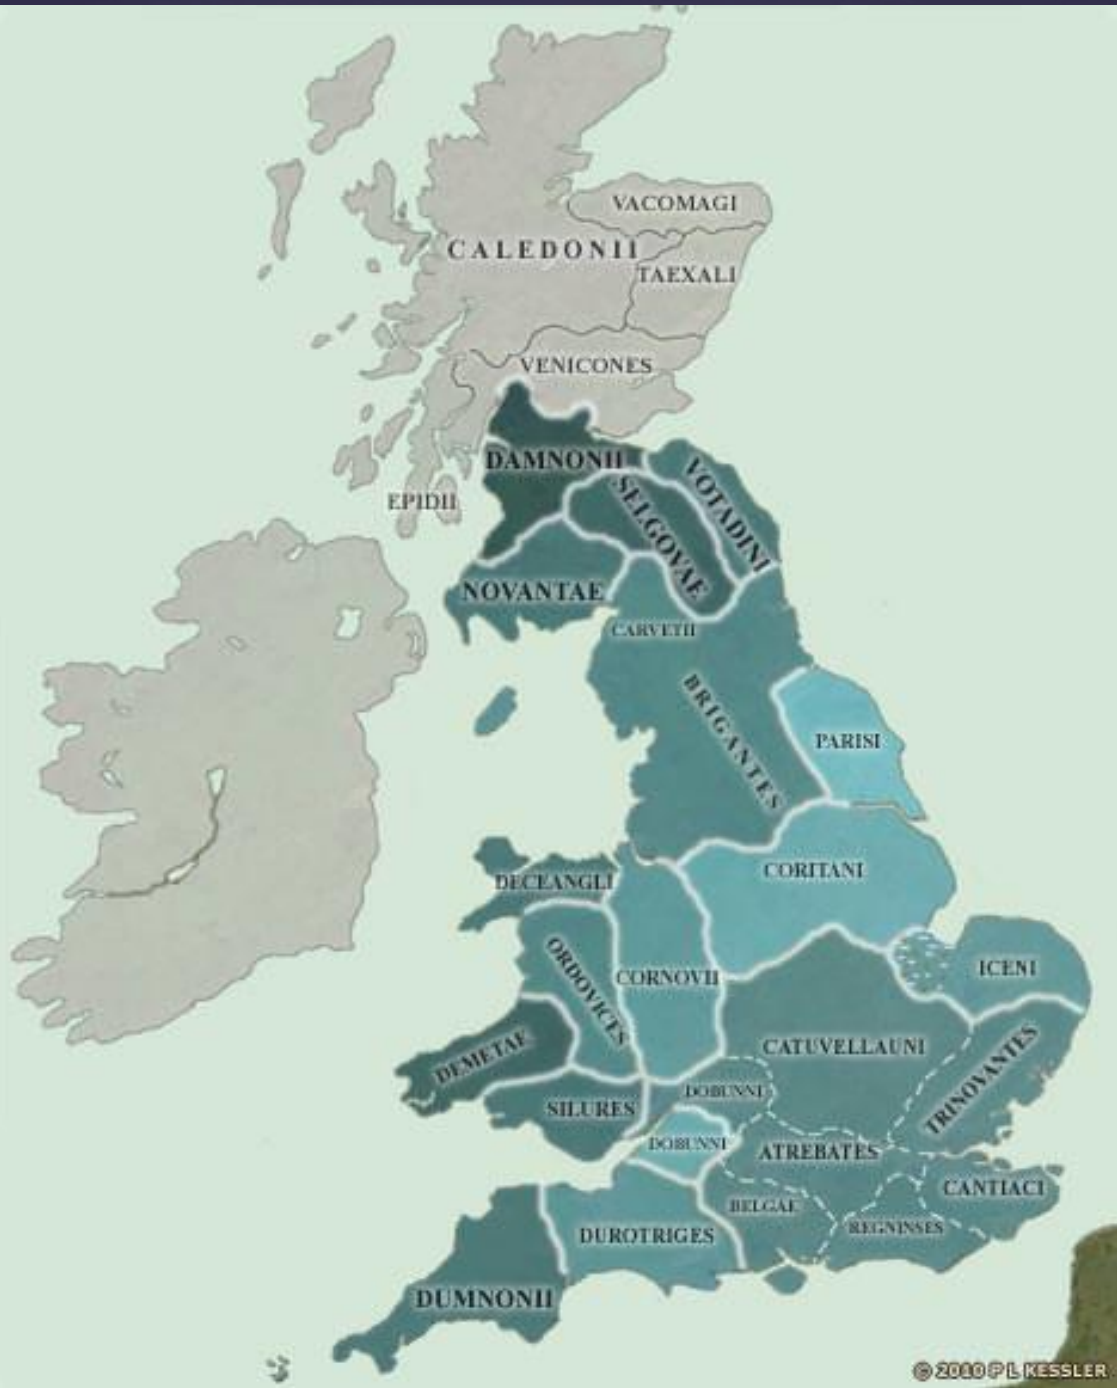 VACOMAGI
CALEDONII
TAEXALI
VENICONES
DAMNONII
VOTADINI
SELGOVAE
EPIDII
NOVANTAE
CARVETII
BRIGANTES
PARISI
CORITANI
DECEANGLI
ORDOVICES
CORNOVII
ICENI
DEMETAE
CATUVELLAUNI
TRINOVANTES
DOBUNNI
SILURES
DOBUNNI
ATREBATES
CANTIACI
BELGAE
REGNINSES
DUROTRIGES
DUMNONII
© 2010 P L KESSLER